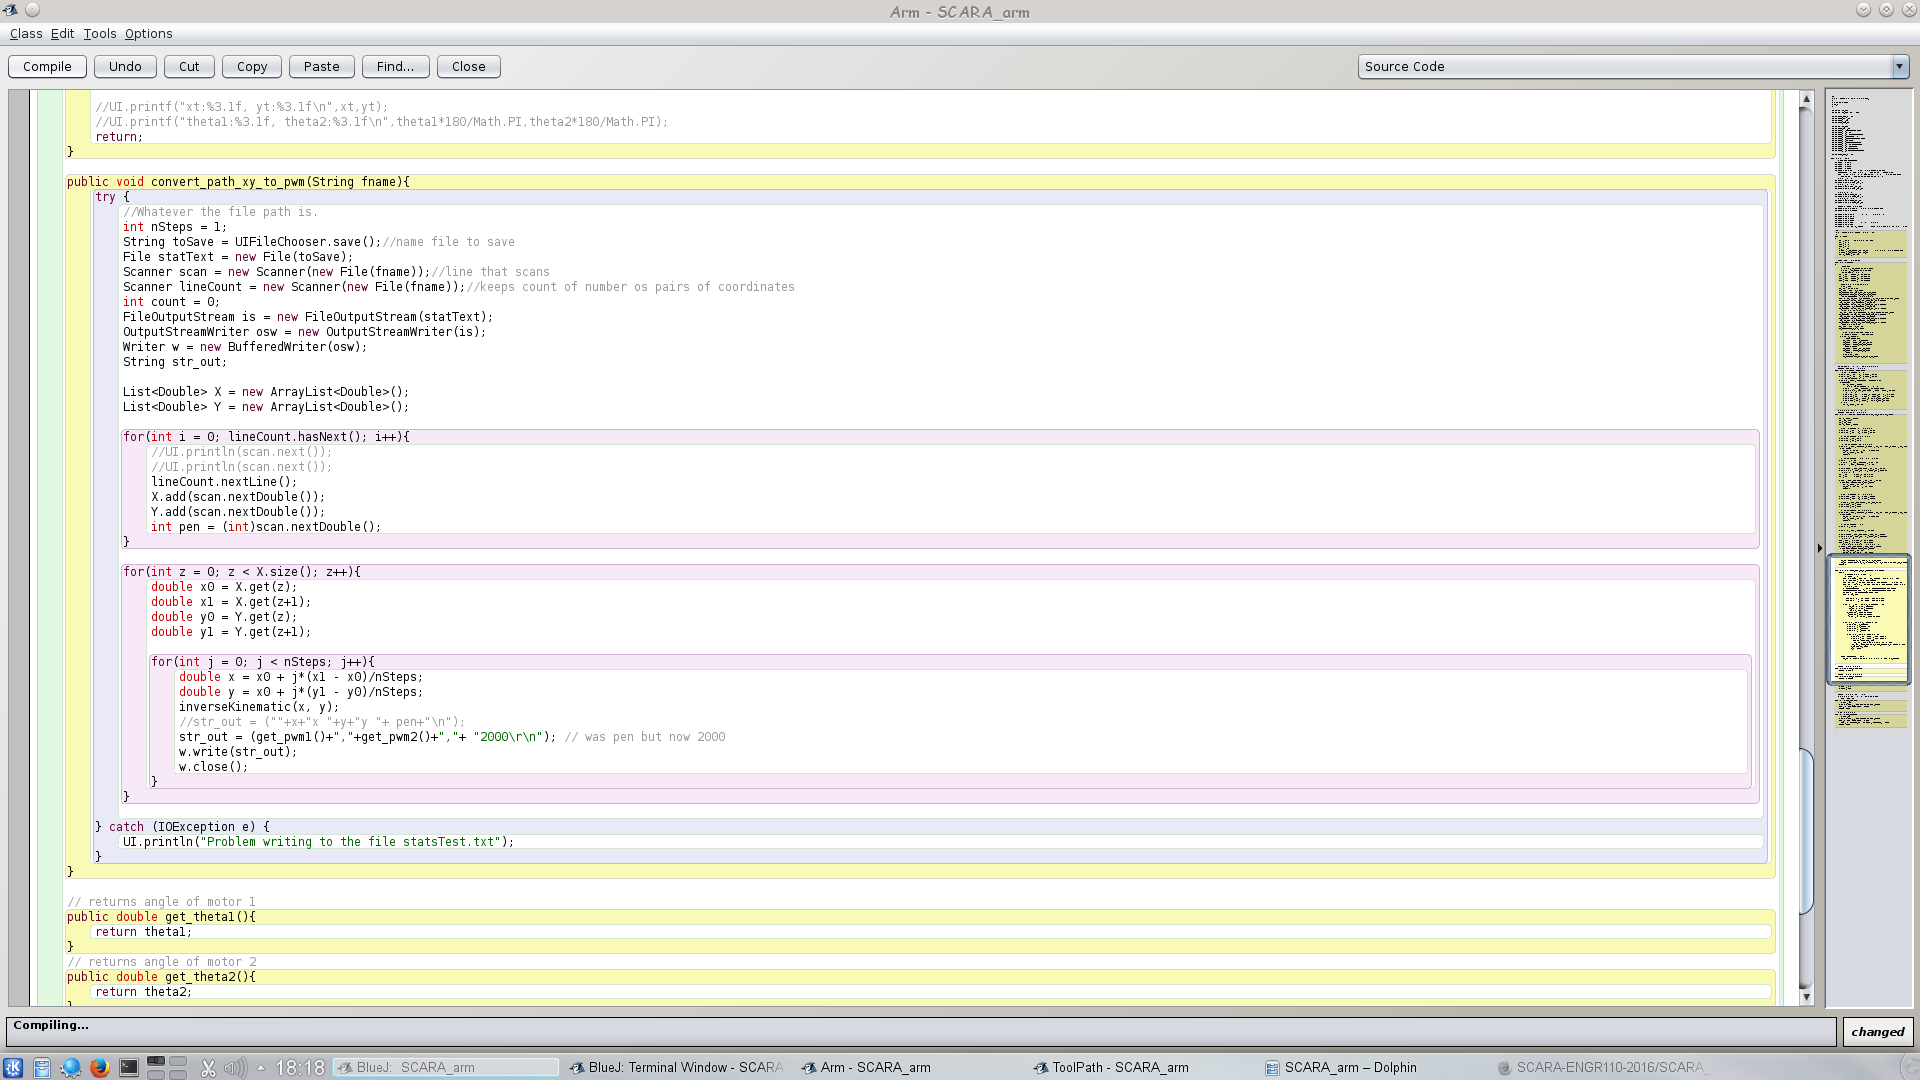 Arm - SCARA_arm
Class Edit Tools Options
Compile Undo Cut Copy Paste Find... Close Source Code
//UI.printf("xt:%3.1f, yt:%3.1f\n",xt,yt);
//UI.printf("theta1:%3.1f, theta2:%3.1f\n",theta1*180/Math.PI,theta2*180/Math.PI);
return;
}
public void convert_path_xy_to_pwm(String fname){
try {
//Whatever the file path is.
int nSteps = 1;
String toSave = UIFileChooser.save();//name file to save
File statText = new File(toSave);
Scanner scan = new Scanner(new File(fname));//line that scans
Scanner lineCount = new Scanner(new File(fname));//keeps count of number os pairs of coordinates
int count = 0;
FileOutputStream is = new FileOutputStream(statText);
OutputStreamWriter osw = new OutputStreamWriter(is);
Writer w = new BufferedWriter(osw);
String str_out;
List<Double> X = new ArrayList<Double>();
List<Double> Y = new ArrayList<Double>();
for(int i = 0; lineCount.hasNext(); i++){
//UI.println(scan.next());
//UI.println(scan.next());
lineCount.nextLine();
X.add(scan.nextDouble());
Y.add(scan.nextDouble());
int pen = (int)scan.nextDouble();
}
for(int z = 0; z < X.size(); z++){
double x0 = X.get(z);
double x1 = X.get(z+1);
double y0 = Y.get(z);
double y1 = Y.get(z+1);
for(int j = 0; j < nSteps; j++){
double x = x0 + j*(x1 - x0)/nSteps;
double y = x0 + j*(y1 - y0)/nSteps;
inverseKinematic(x, y);
//str_out = (""+x+"x "+y+"y "+ pen+"\n");
str_out = (get_pwm1()+","+get_pwm2()+","+ "2000\r\n"); // was pen but now 2000
w.write(str_out);
w.close();
}
}
} catch (IOException e) {
UI.println("Problem writing to the file statsTest.txt");
}
}
// returns angle of motor 1
public double get_theta1(){
return theta1;
}
// returns angle of motor 2
public double get_theta2(){
return theta2;
}
Compiling...
changed
18:18 BlueJ: SCARA_arm BlueJ: Terminal Window - SCARA Arm - SCARA_arm ToolPath - SCARA_arm SCARA_arm – Dolphin SCARA-ENGR110-2016/SCARA_